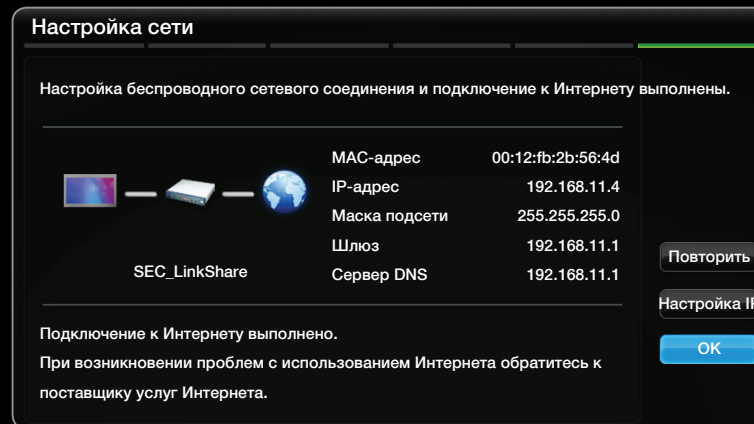 Настройка сети
Настройка беспроводного сетевого соединения и подключение к Интернету выполнены.
MAC-адрес 00:12:fb:2b:56:4d
IP-адрес 192.168.11.4
Маска подсети 255.255.255.0
Шлюз 192.168.11.1
SEC_LinkShare
Сервер DNS 192.168.11.1
Повторить
Настройка IP
OK
Подключение к Интернету выполнено.
При возникновении проблем с использованием Интернета обратитесь к
поставщику услуг Интернета.